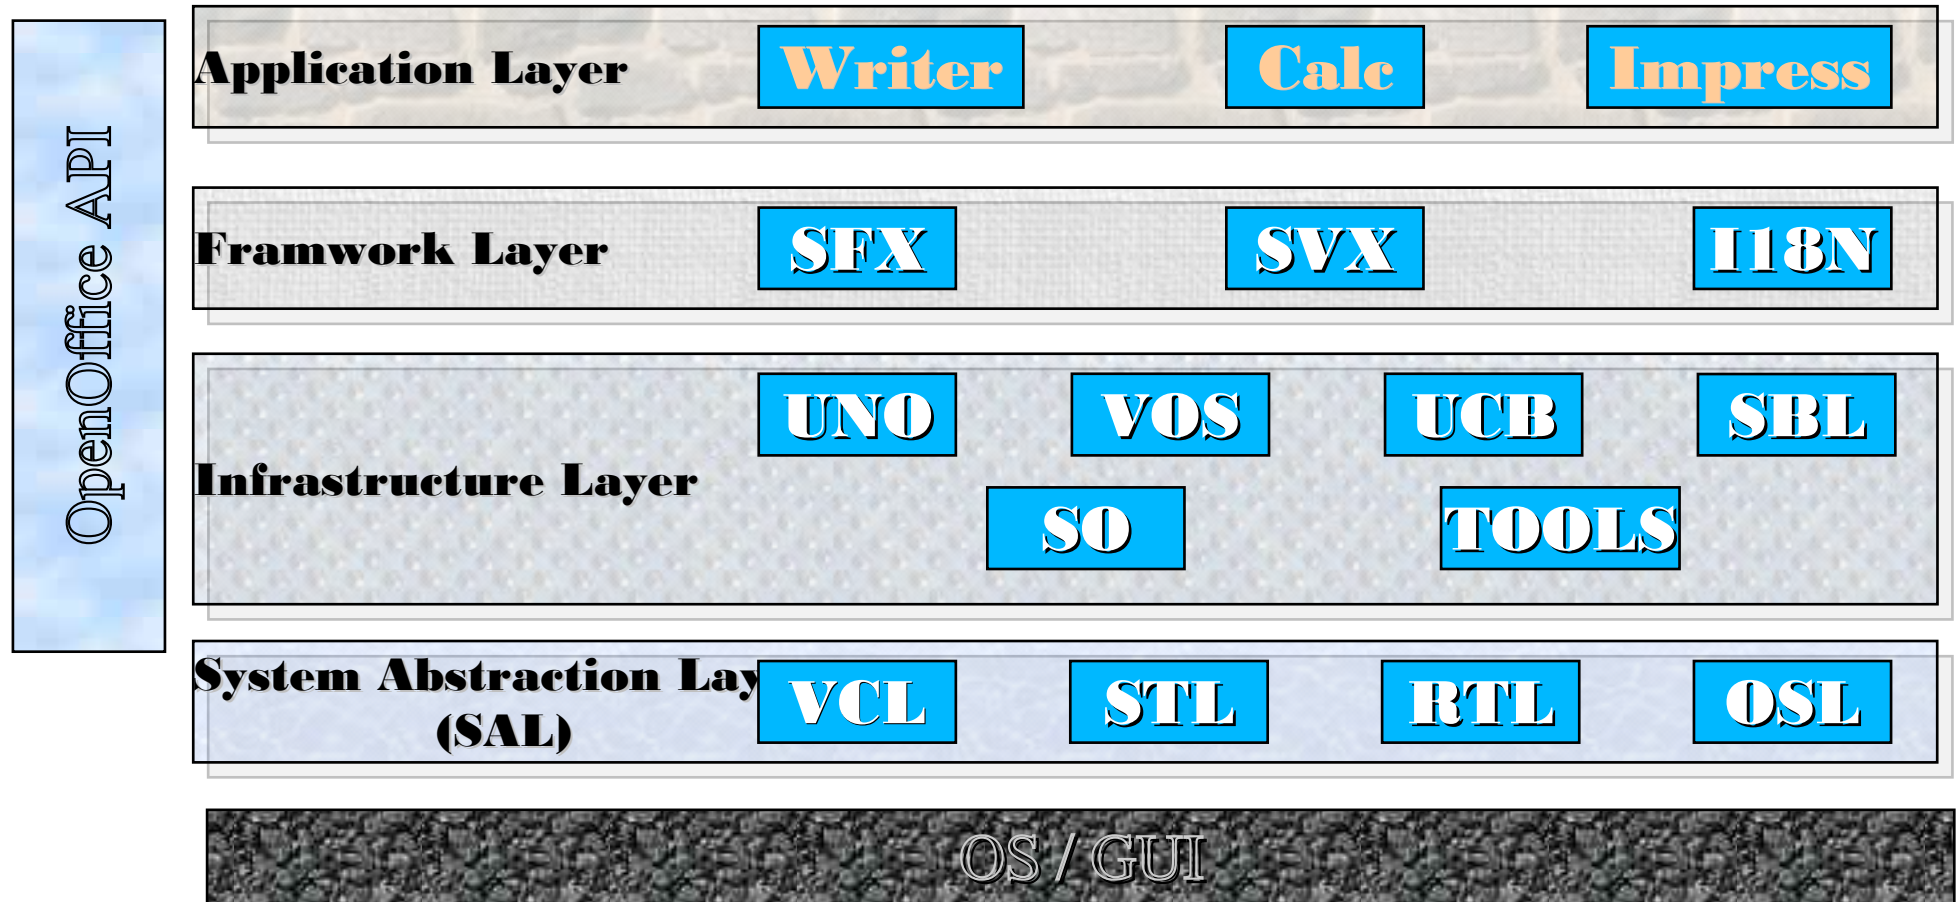 OpenOffice API
Application Layer Writer Calc Impress
Framwork Layer SFX SVX I18N
UNO VOS UCB SBL
Infrastructure Layer
SO TOOLS
System Abstraction Lay
(SAL)
VCL STL RTL OSL
OS / GUI